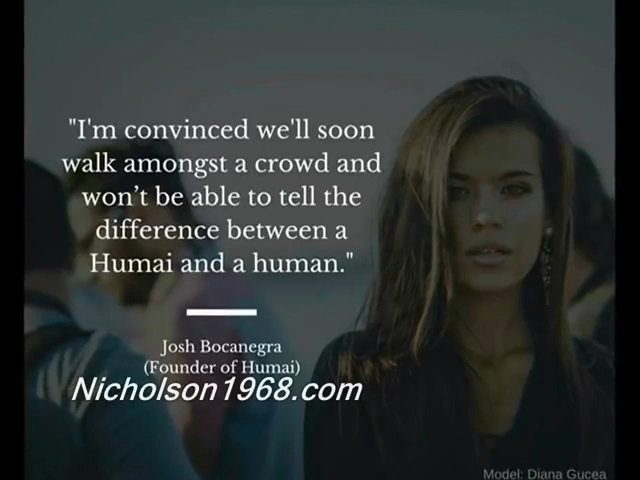 "I'm convinced we'll soon
walk amongst a crowd and
won’t be able to tell the
difference between a
Humai and a human."
Josh Bocanegra
(Founder of Humai)
Nicholson1968.com
Model: Diana Gucea